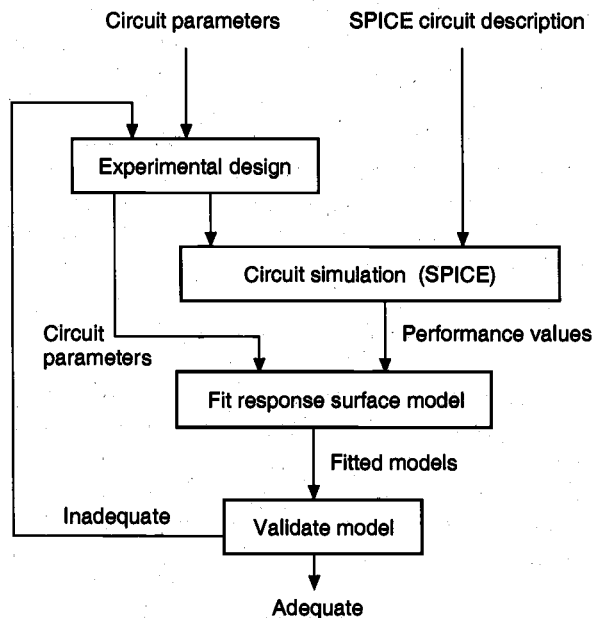 Circuit parameters
SPICE circuit description
Experimental design
Circuit simulation (SPICE)
Circuit
parameters
Performance values
Fit response surface model
Fitted models
Inadequate
Validate model
Adequate